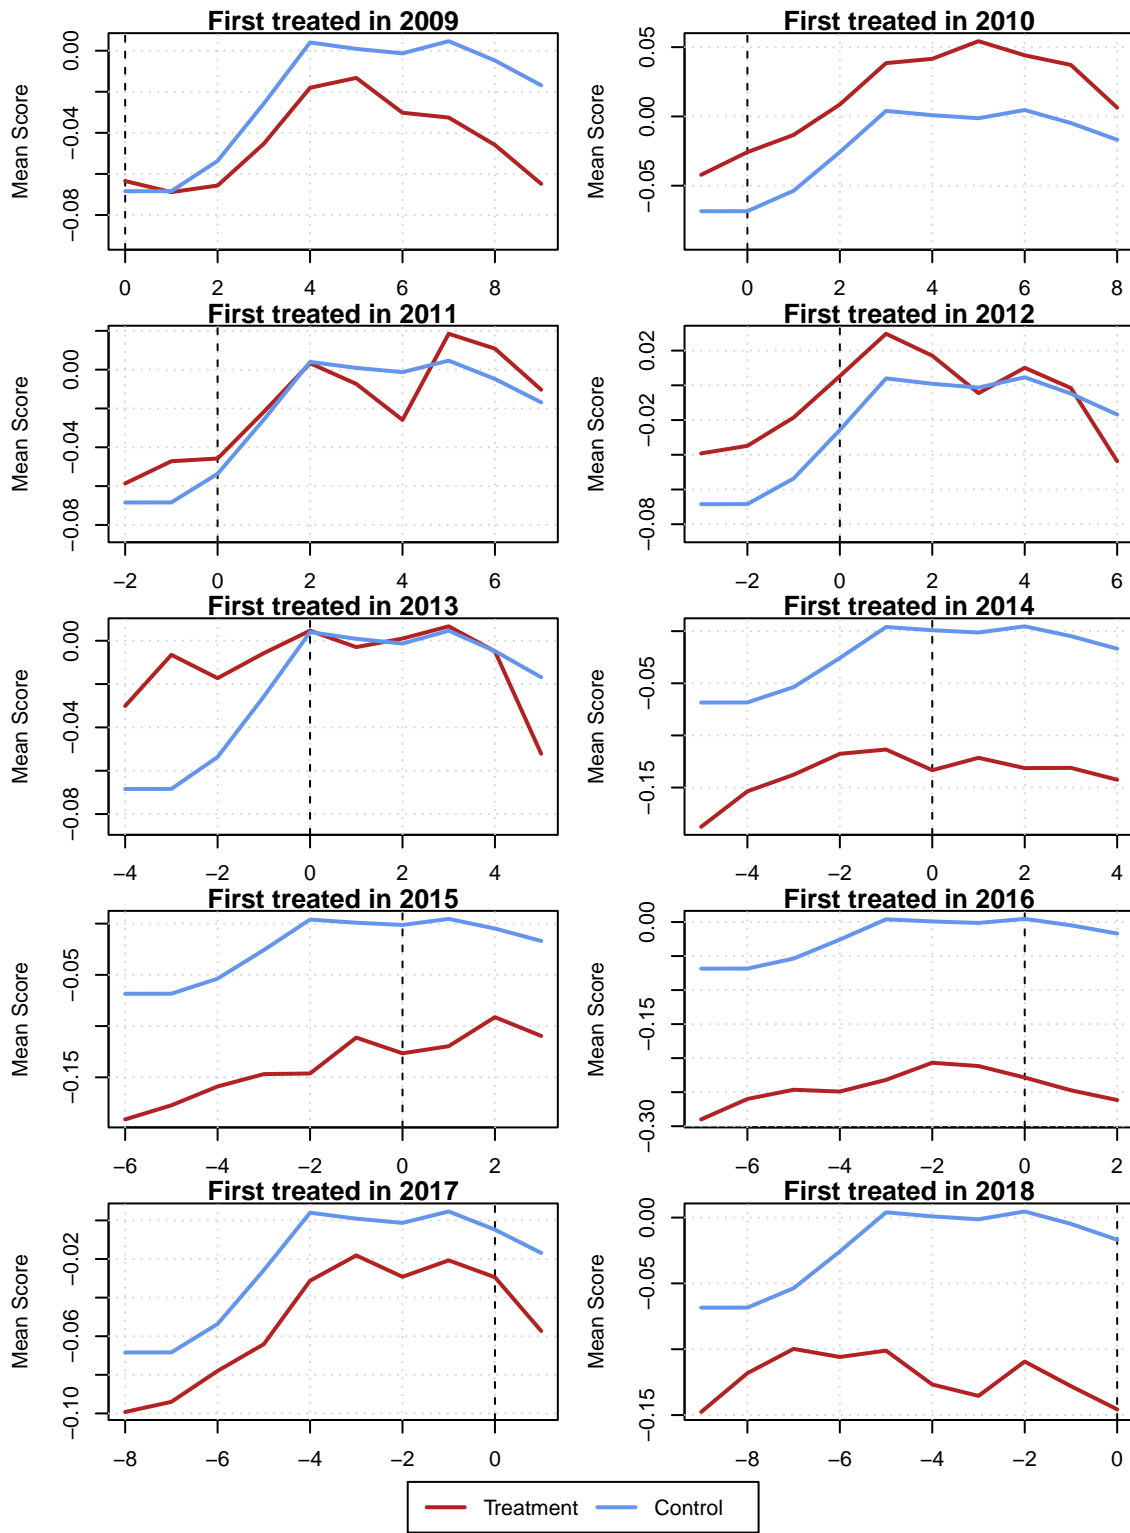 First treated in 2009
Mean Score
0.00
−0.04
−0.08
0 2 4 6 8
First treated in 2010
Mean Score
0.05
0.00
−0.05
0 2 4 6 8
First treated in 2011
Mean Score
0.00
−0.04
−0.08
−2 0 2 4 6
First treated in 2012
Mean Score
0.02
−0.02
−0.08
−2 0 2 4 6
First treated in 2013
Mean Score
0.00
−0.04
−0.08
−4 −2 0 2 4
First treated in 2014
Mean Score
−0.05
−0.15
−4 −2 0 2 4
First treated in 2015
Mean Score
−0.05
−0.15
−6 −4 −2 0 2
First treated in 2016
Mean Score
0.00
−0.15
−0.30
−6 −4 −2 0 2
First treated in 2017
Mean Score
−0.02
−0.06
−0.10
−8 −6 −4 −2 0
First treated in 2018
Mean Score
0.00
−0.05
−0.15
−8 −6 −4 −2 0
Treatment Control